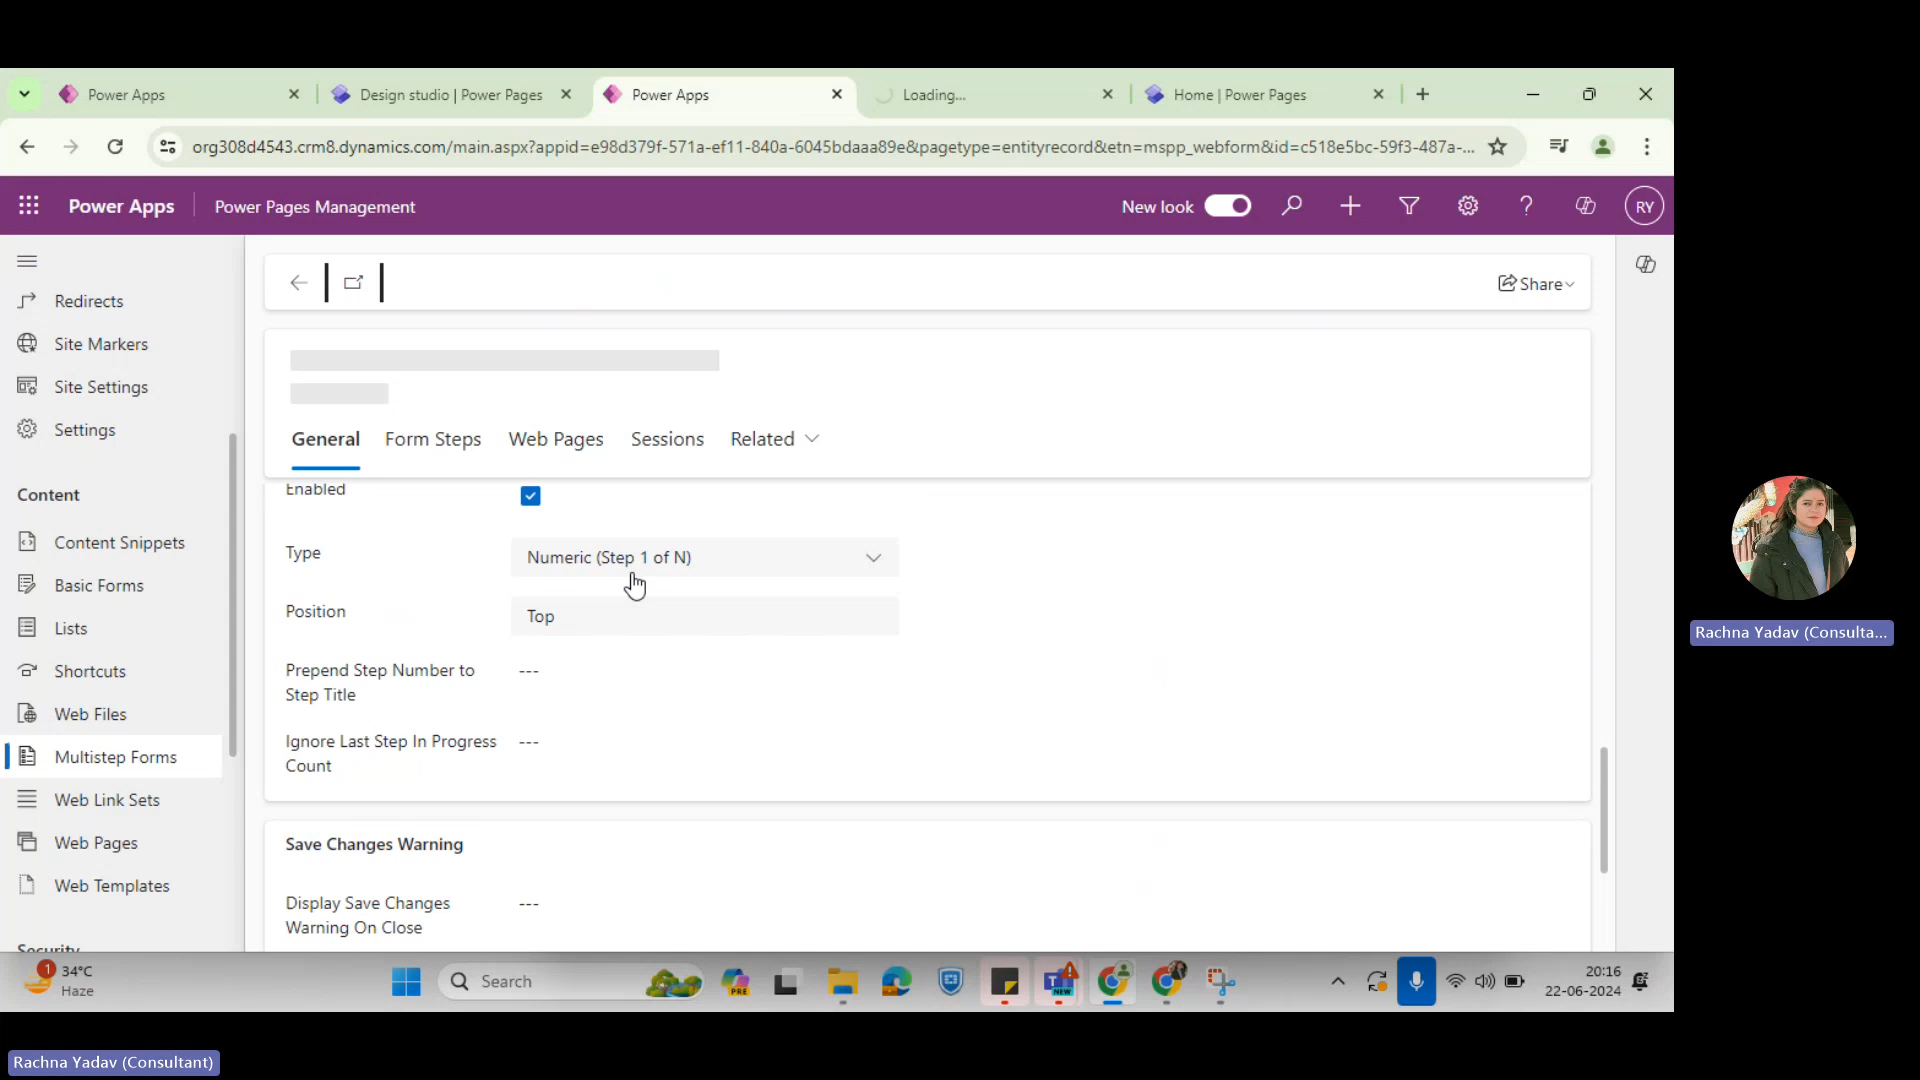 Power Apps
Design studio | Power Pages
Power Apps
Loading...
Home | Power Pages
org308d4543.crm8.dynamics.com/main.aspx?appid=e98d379f-571a-ef11-840a-6045bdaaa89e&pagetype=entityrecord&etn=mspp_webform&id=c518e5bc-59f3-487a-...
Power Apps
Power Pages Management
New look
RY
Redirects
Site Markers
Site Settings
Settings
Content
Content Snippets
Basic Forms
Lists
Shortcuts
Web Files
Multistep Forms
Web Link Sets
Web Pages
Web Templates
Security
Share
General
Form Steps
Web Pages
Sessions
Related
Enabled
Type
Numeric (Step 1 of N)
Position
Top
Prepend Step Number to
Step Title
---
Ignore Last Step In Progress
Count
---
Save Changes Warning
Display Save Changes
Warning On Close
---
1
34°C
Haze
Search
PRE
NEW
20:16
22-06-2024
Rachna Yadav (Consulta...
Rachna Yadav (Consultant)